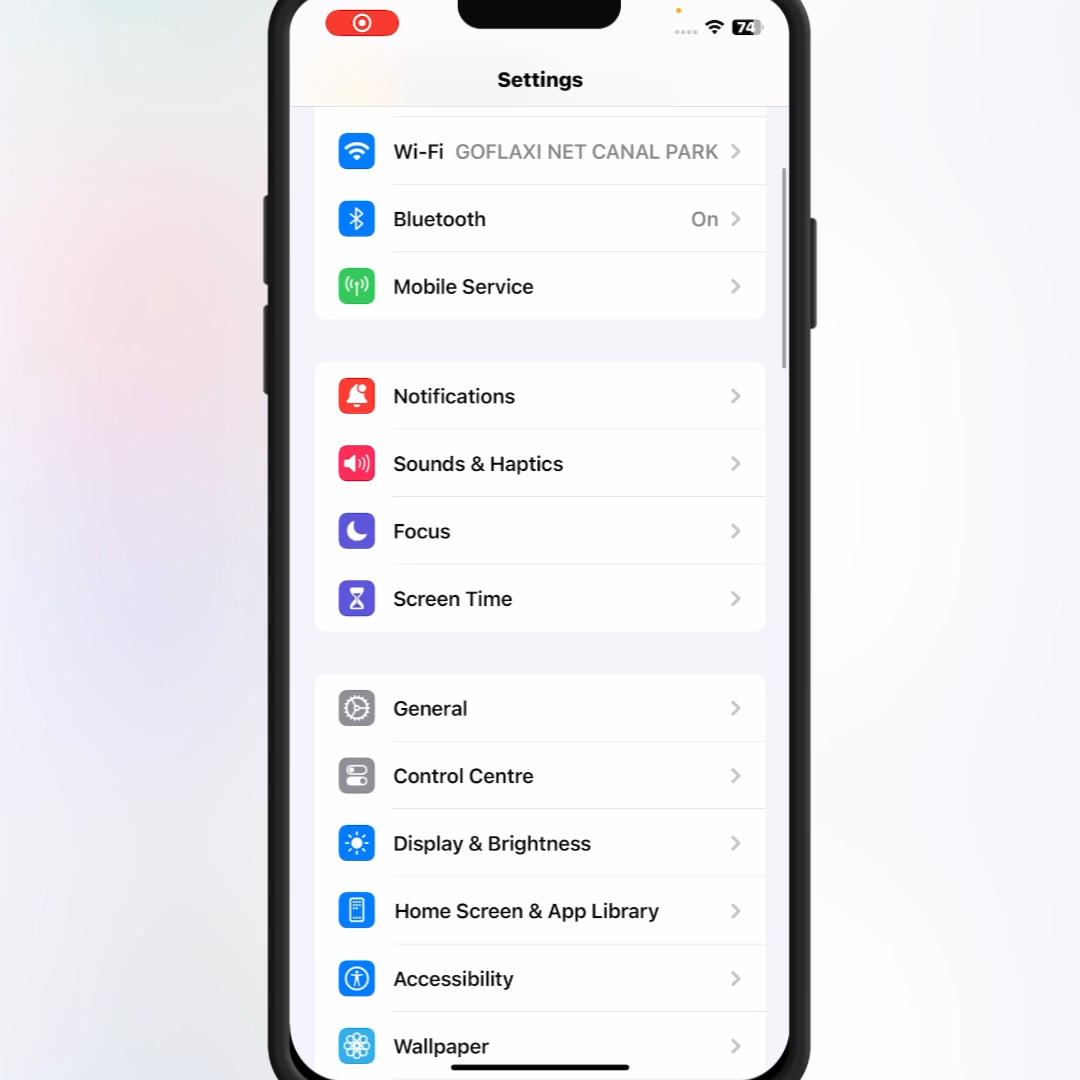 74
Settings
Wi-Fi GOFLAXI NET CANAL PARK
Bluetooth On
Mobile Service
Notifications
Sounds & Haptics
Focus
Screen Time
General
Control Centre
Display & Brightness
Home Screen & App Library
Accessibility
Wallpaper